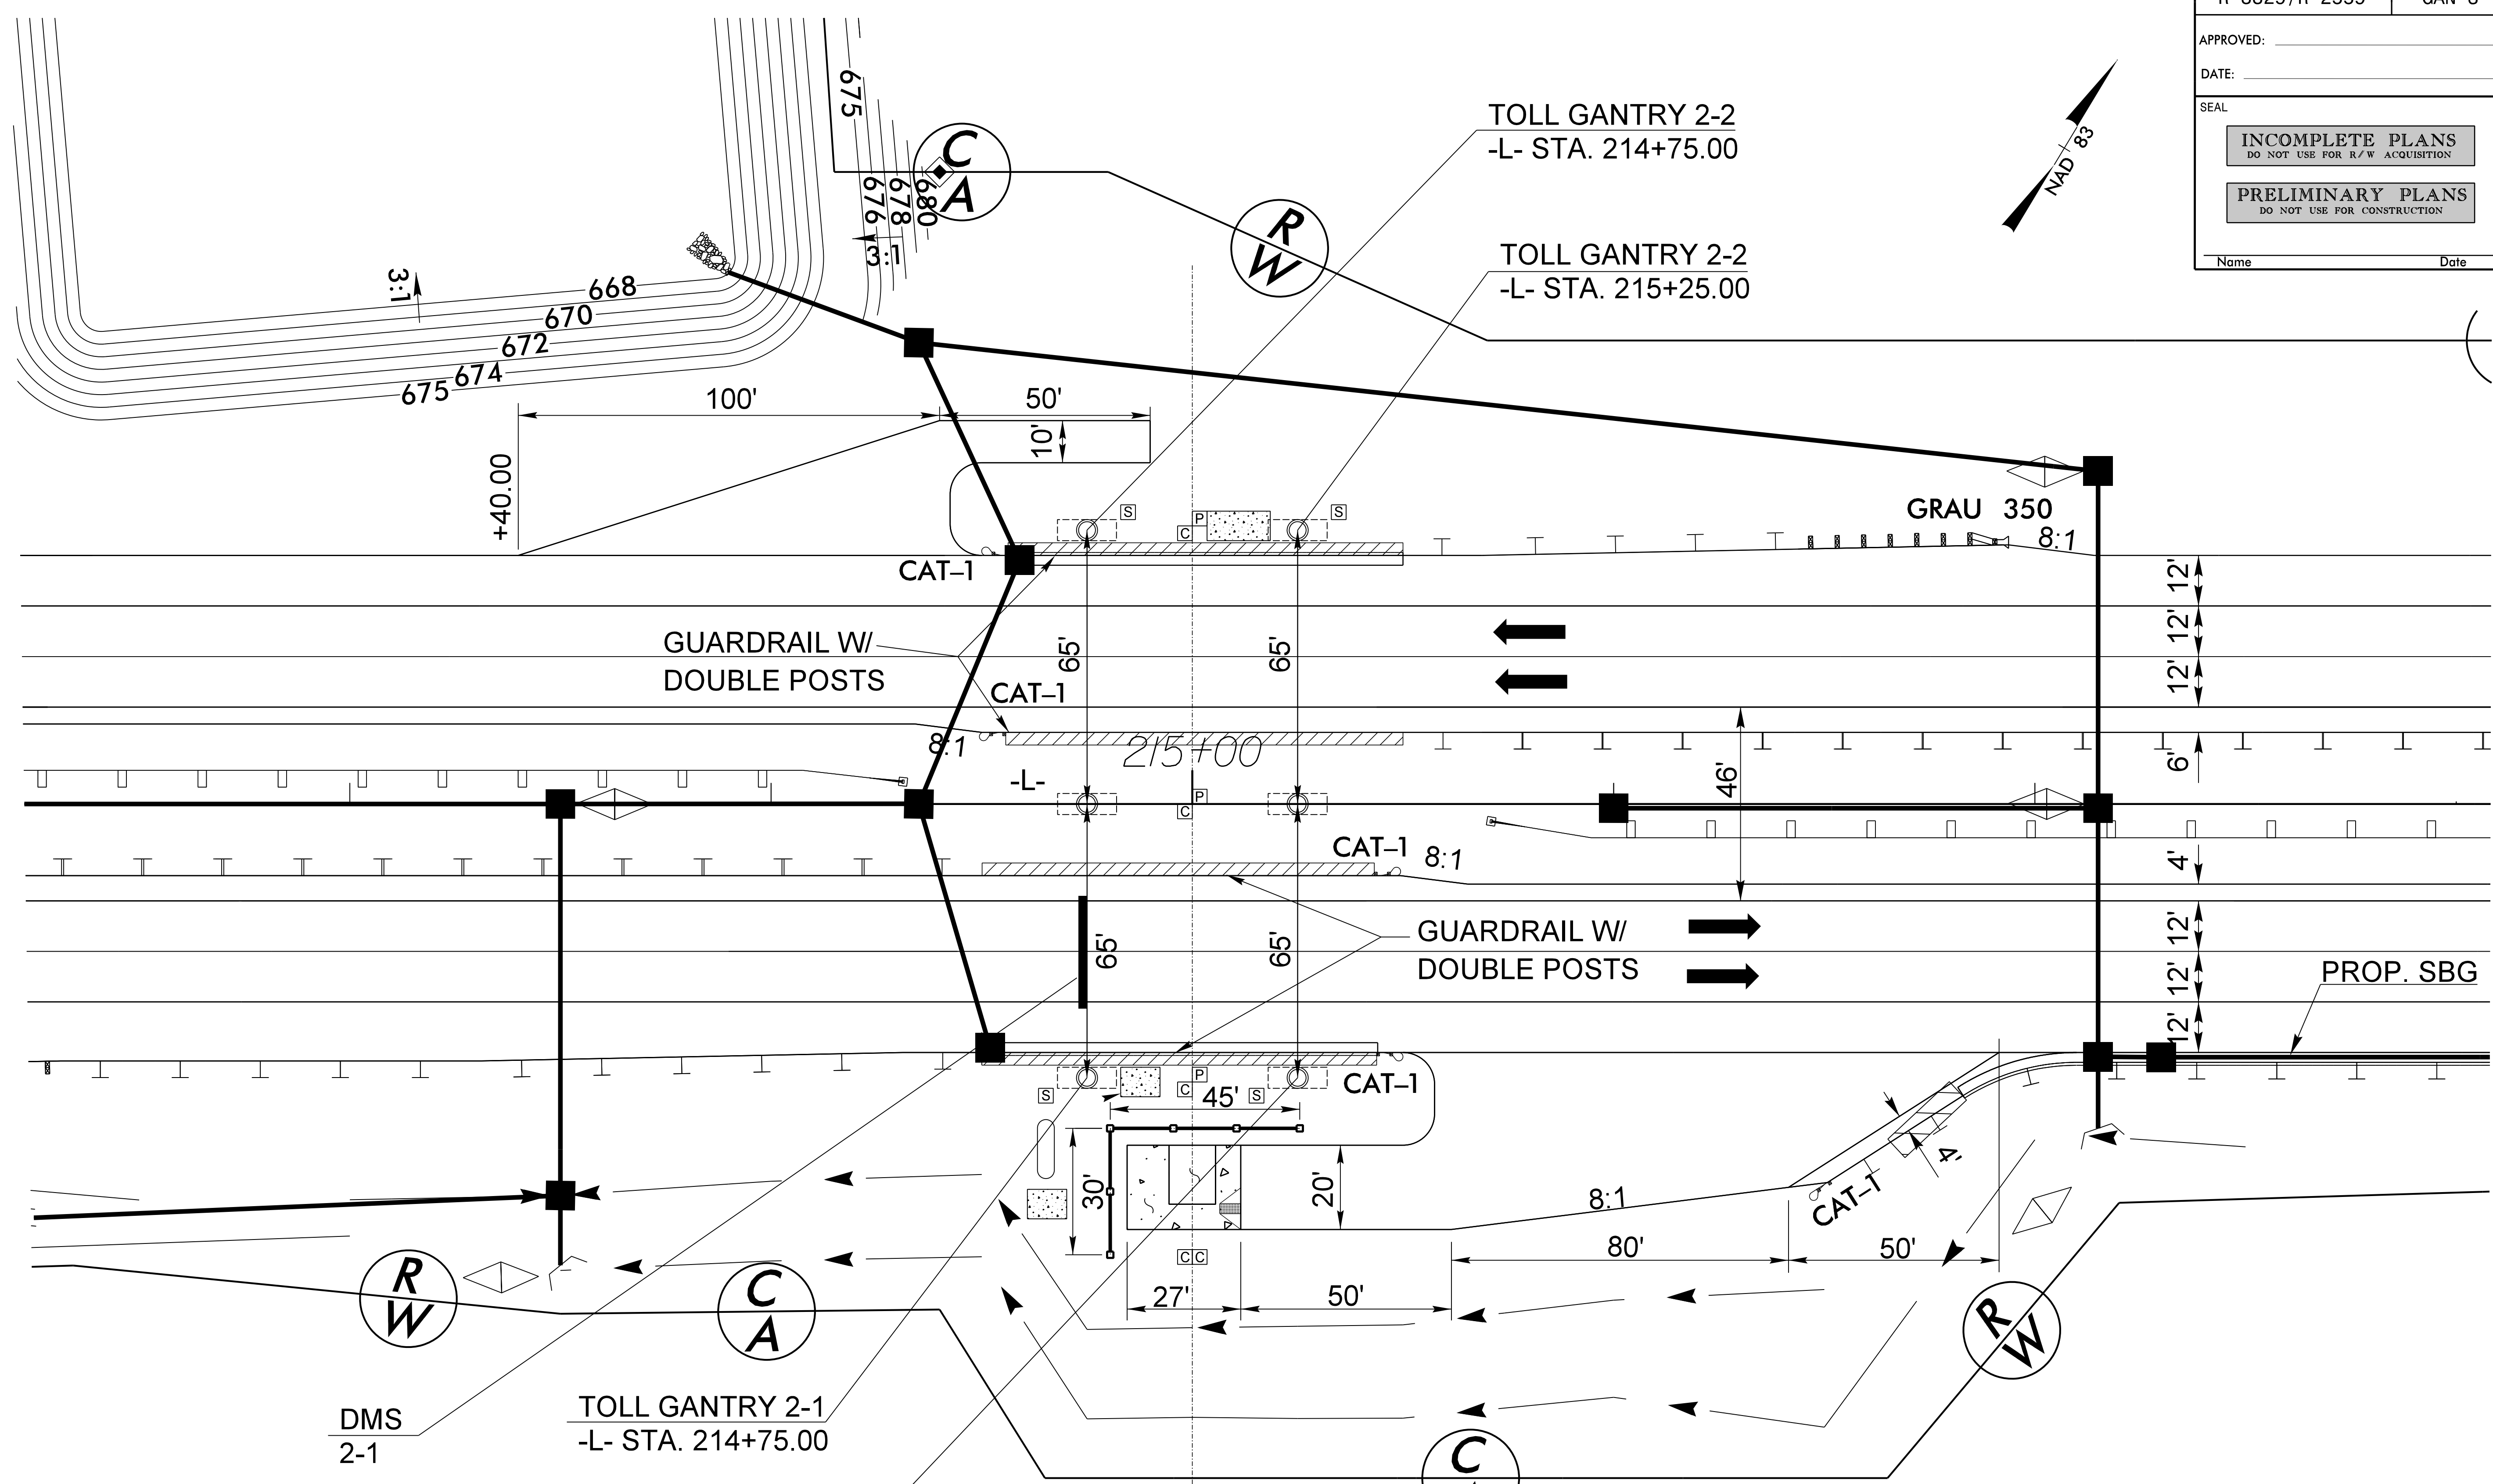 APPROVED:
DATE:
SEAL
INCOMPLETE PLANS
DO NOT USE FOR R/W ACQUISITION
PRELIMINARY PLANS
DO NOT USE FOR CONSTRUCTION
Name Date
NAD 83
TOLL GANTRY 2-2
-L- STA. 214+75.00
TOLL GANTRY 2-2
-L- STA. 215+25.00
675
676
678
680
3:1
C
A
R
W
3:1
668
670
672
674
675
100'
50'
10'
+40.00
S
P
C
S
GRAU 350
8:1
CAT-1
12'
12'
12'
GUARDRAIL W/
DOUBLE POSTS
65'
65'
CAT-1
8:1
215+00
-L-
46'
6'
P
C
CAT-1
8:1
4'
65'
65'
GUARDRAIL W/
DOUBLE POSTS
12'
12'
12'
PROP. SBG
S
P
C
45'
S
CAT-1
30'
20'
4'
CAT-1
8:1
C C
80'
50'
27'
50'
R
W
C
A
R
W
DMS
2-1
TOLL GANTRY 2-1
-L- STA. 214+75.00
C